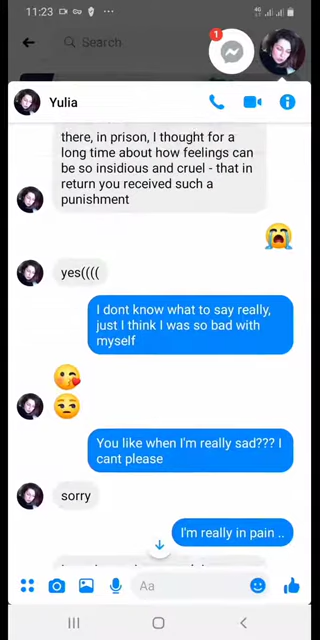 11:23
4G
Search
1
Yulia
there, in prison, I thought for a
long time about how feelings can
be so insidious and cruel - that in
return you received such a
punishment
yes((((
I dont know what to say really,
just I think I was so bad with
myself
You like when I'm really sad??? I
cant please
sorry
I'm really in pain ..
Aa